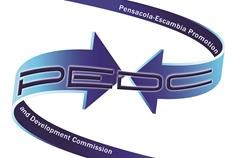 Pensacola-Escambia Promotion
PEDC
and Development Commission